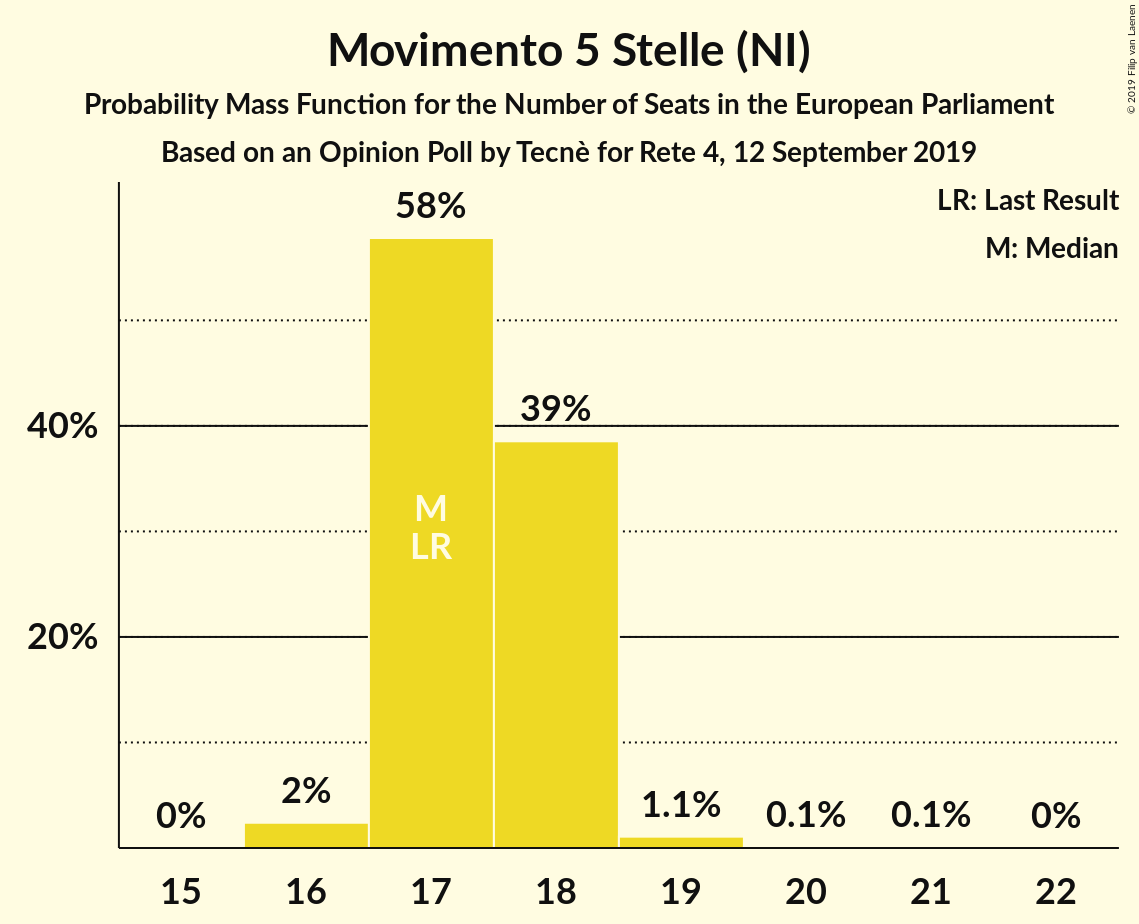 Movimento 5 Stelle (NI)
Probability Mass Function for the Number of Seats in the European Parliament
Based on an Opinion Poll by Tecnè for Rete 4, 12 September 2019
© 2019 Filip van Laenen
LR: Last Result
M: Median
58%
39%
40%
M
LR
20%
0%
2%
1.1%
0.1%
0.1%
0%
15 16 17 18 19 20 21 22